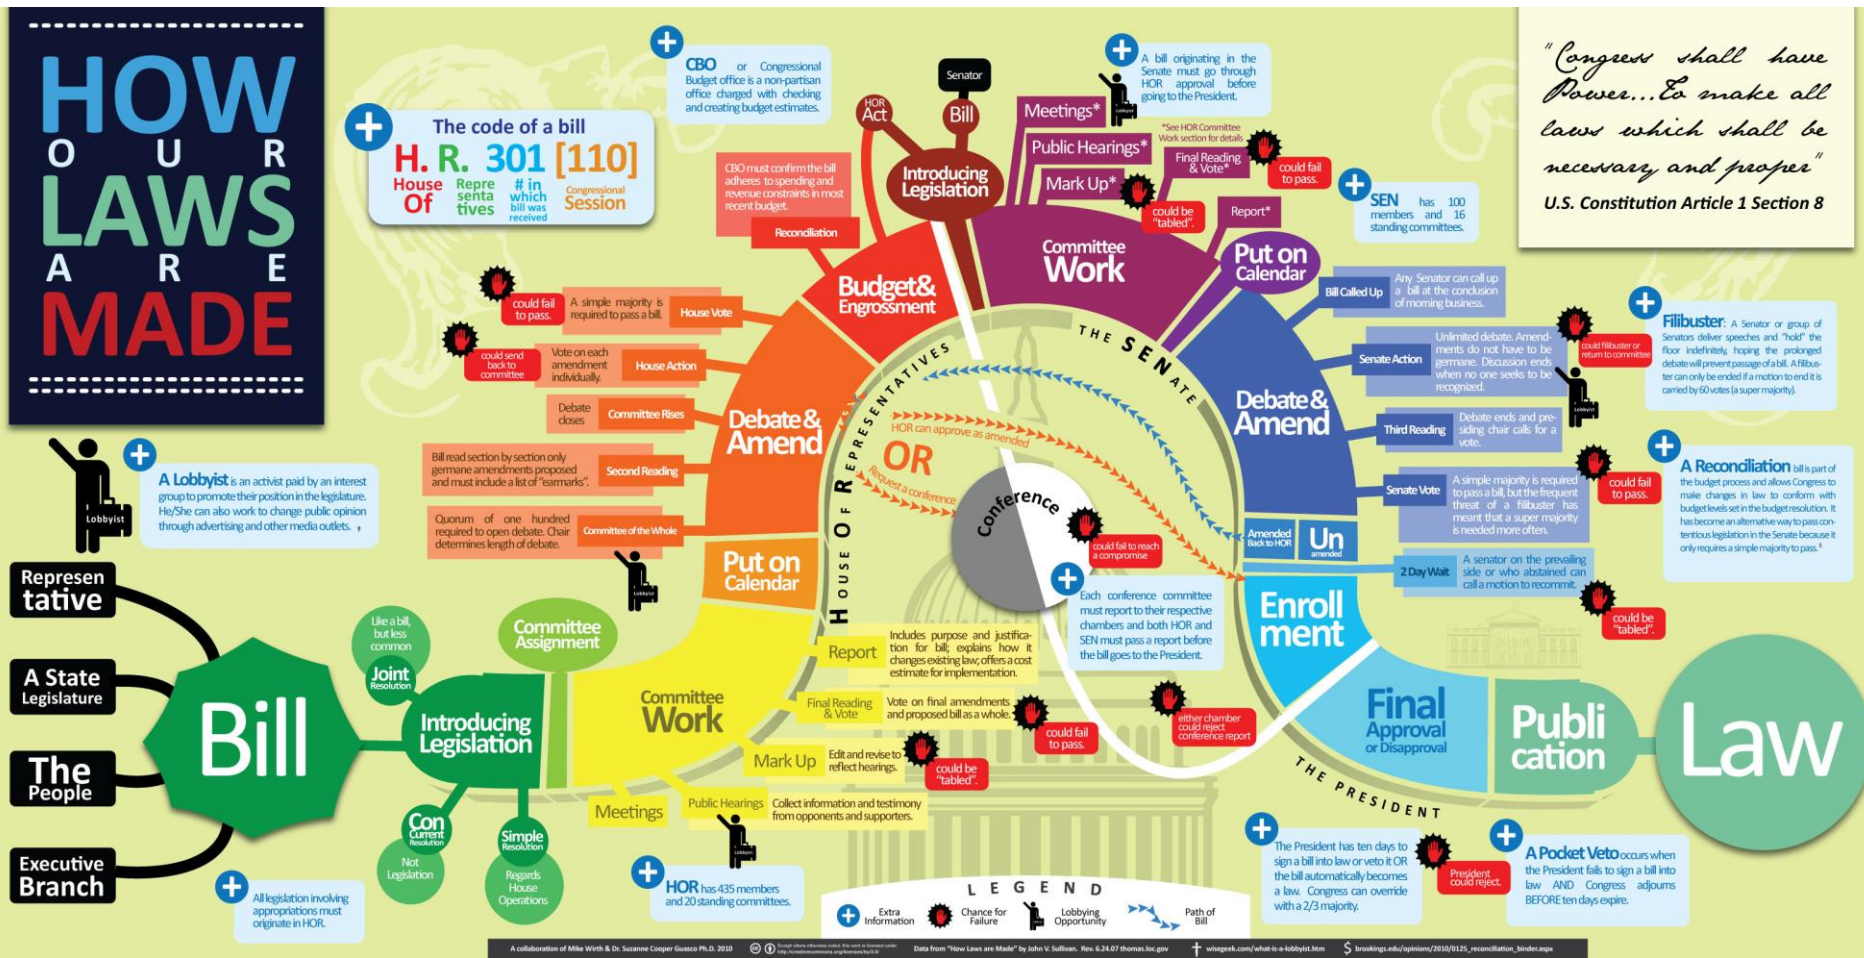 HOW
O U R
LAWS
A R E
MADE
The code of a bill
H. R. 301 [110]
House
Of
Repre
senta
tives
# in
which
bill was
received
Congressional
Session
CBO or Congressional
Budget office is a non-partisan
office charged with checking
and creating budget estimates.
Senator
HOR
Act
Bill
Introducing
Legislation
A bill originating in the
Senate must go through
HOR approval before
going to the President.
Lobbyist
"Congress shall have
Power...To make all
laws which shall be
necessary and proper"
U.S. Constitution Article 1 Section 8
Meetings*
Public Hearings*
Mark Up*
*See HOR Committee
Work section for details
Final Reading
& Vote*
could fail
to pass.
could be
"tabled".
Report*
Committee
Work
SEN has 100
members and 16
standing committees.
Put on
Calendar
CBO must confirm the bill
adheres to spending and
revenue constraints in most
recent budget.
Reconciliation
Budget&
Engrossment
could fail
to pass.
A simple majority is
required to pass a bill.
House Vote
could send
back to
committee
Vote on each
amendment
individually.
House Action
Debate
closes
Committee Rises
Debate &
Amend
Bill read section by section only
germane amendments proposed
and must include a list of "earmarks".
Second Reading
Quorum of one hundred
required to open debate. Chair
determines length of debate.
Committee of the Whole
Lobbyist
Put on
Calendar
HOUSE OF REPRESENTATIVES
THE SENATE
HOR can approve as amended
OR
Request a conference
Conference
could fail to reach
a compromise
Each conference committee
must report to their respective
chambers and both HOR and
SEN must pass a report before
the bill goes to the President.
either chamber
could reject
conference report
Bill Called Up
Any Senator can call up
a bill at the conclusion
of morning business.
Senate Action
Unlimited debate. Amend-
ments do not have to be
germane. Discussion ends
when no one seeks to be
recognized.
could filibuster or
return to committee
Lobbyist
Filibuster: A Senator or group of
Senators deliver speeches and "hold" the
floor indefinitely, hoping the prolonged
debate will prevent passage of a bill. A filibus-
ter can only be ended if a motion to end it is
carried by 60 votes (a super majority).
Debate &
Amend
Third Reading
Debate ends and pre-
siding chair calls for a
vote.
Senate Vote
A simple majority is required
to pass a bill, but the frequent
threat of a filibuster has
meant that a super majority
is needed more often.
could fail
to pass.
A Reconciliation bill is part of
the budget process and allows Congress to
make changes in law to conform with
budget levels set in the budget resolution. It
has become an alternative way to pass con-
tentious legislation in the Senate because it
only requires a simple majority to pass. $
Amended
Back to HOR
Un
amended
2 Day Wait
A senator on the prevailing
side or who abstained can
call a motion to recommit.
could be
"tabled".
Enroll
ment
Final
Approval
or Disapproval
Publi
cation
Law
THE PRESIDENT
Lobbyist
A Lobbyist is an activist paid by an interest
group to promote their position in the legislature.
He/She can also work to change public opinion
through advertising and other media outlets. †
Represen
tative
A State
Legislature
The
People
Executive
Branch
Bill
Like a bill,
but less
common
Joint
Resolution
Introducing
Legislation
Con
Current
Resolution
Not
Legislation
Simple
Resolution
Regards
House
Operations
Committee
Assignment
All legislation involving
appropriations must
originate in HOR.
Committee
Work
Report
Includes purpose and justifica-
tion for bill; explains how it
changes existing law; offers a cost
estimate for implementation.
Final Reading
& Vote
Vote on final amendments
and proposed bill as a whole.
could fail
to pass.
Mark Up
Edit and revise to
reflect hearings.
could be
"tabled".
Public Hearings
Collect information and testimony
from opponents and supporters.
Meetings
Lobbyist
HOR has 435 members
and 20 standing committees.
LEGEND
Extra
Information
Chance for
Failure
Lobbying
Opportunity
Path of
Bill
The President has ten days to
sign a bill into law or veto it OR
the bill automatically becomes
a law. Congress can override
with a 2/3 majority.
President
could reject.
A Pocket Veto occurs when
the President fails to sign a bill into
law AND Congress adjourns
BEFORE ten days expire.
A collaboration of Mike Wirth & Dr. Suzanne Cooper Guasco Ph.D. 2010
Except where otherwise noted, this work is licensed under
Data from "How Laws are Made" by John V. Sullivan. Rev. 6.24.07 thomas.loc.gov
† wisegeek.com/what-is-a-lobbyist.htm
$ brookings.edu/opinions/2010/0125_reconciliation_binder.aspx